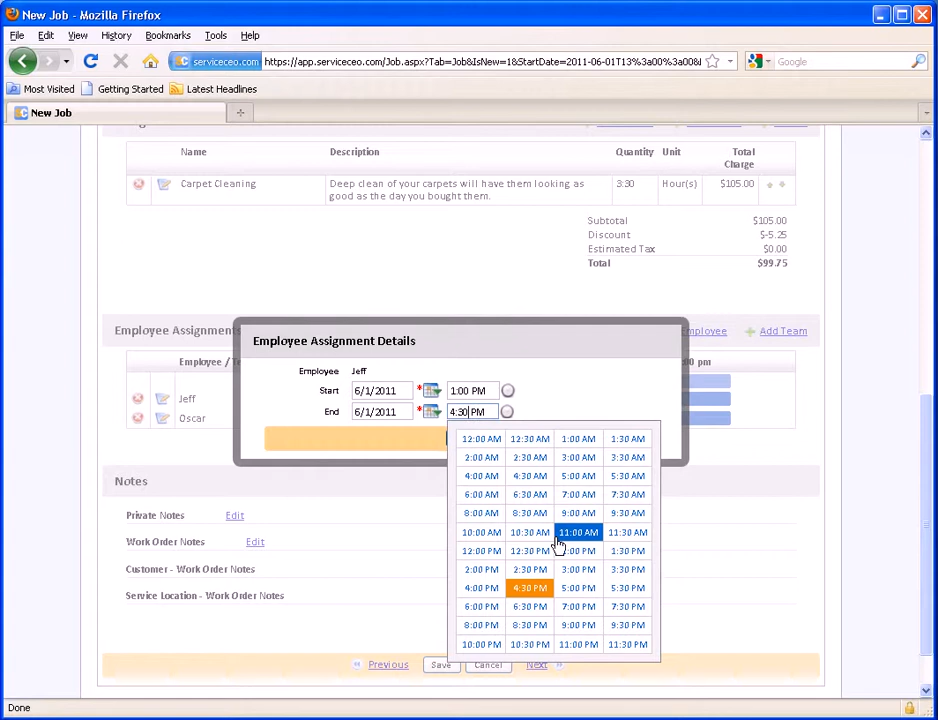 New Job - Mozilla Firefox
File Edit View History Bookmarks Tools Help
serviceceo.com https://app.serviceceo.com/Job.aspx?Tab=Job&IsNew=1&StartDate=2011-06-01T13%3a00%3a00& Google
Most Visited Getting Started Latest Headlines
New Job
Name Description Quantity Unit Total
Charge
Carpet Cleaning Deep clean of your carpets will have them looking as 3:30 Hour(s) $105.00
good as the day you bought them.
Subtotal $105.00
Discount $-5.25
Estimated Tax $0.00
Total $99.75
Employee Assignments Employee Add Team
Employee Assignment Details
Employee / T :00 pm
Employee Jeff
Start 6/1/2011 * 1:00 PM
Jeff
End 6/1/2011 * 4:30 PM
Oscar
12:00 AM 12:30 AM 1:00 AM 1:30 AM
2:00 AM 2:30 AM 3:00 AM 3:30 AM
4:00 AM 4:30 AM 5:00 AM 5:30 AM
6:00 AM 6:30 AM 7:00 AM 7:30 AM
8:00 AM 8:30 AM 9:00 AM 9:30 AM
10:00 AM 10:30 AM 11:00 AM 11:30 AM
12:00 PM 12:30 PM :00 PM 1:30 PM
2:00 PM 2:30 PM 3:00 PM 3:30 PM
4:00 PM 4:30 PM 5:00 PM 5:30 PM
6:00 PM 6:30 PM 7:00 PM 7:30 PM
8:00 PM 8:30 PM 9:00 PM 9:30 PM
10:00 PM 10:30 PM 11:00 PM 11:30 PM
Notes
Private Notes Edit
Work Order Notes Edit
Customer - Work Order Notes
Service Location - Work Order Notes
Previous Save Cancel Next
Done